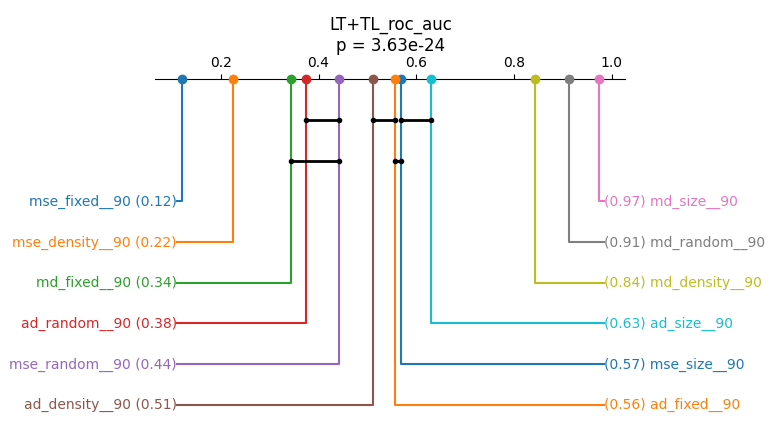 LT+TL_roc_auc
p = 3.63e-24
0.2 0.4 0.6 0.8 1.0
mse_fixed__90 (0.12) (0.97) md_size__90
mse_density__90 (0.22) (0.91) md_random__90
md_fixed__90 (0.34) (0.84) md_density__90
ad_random__90 (0.38) (0.63) ad_size__90
mse_random__90 (0.44) (0.57) mse_size__90
ad_density__90 (0.51) (0.56) ad_fixed__90